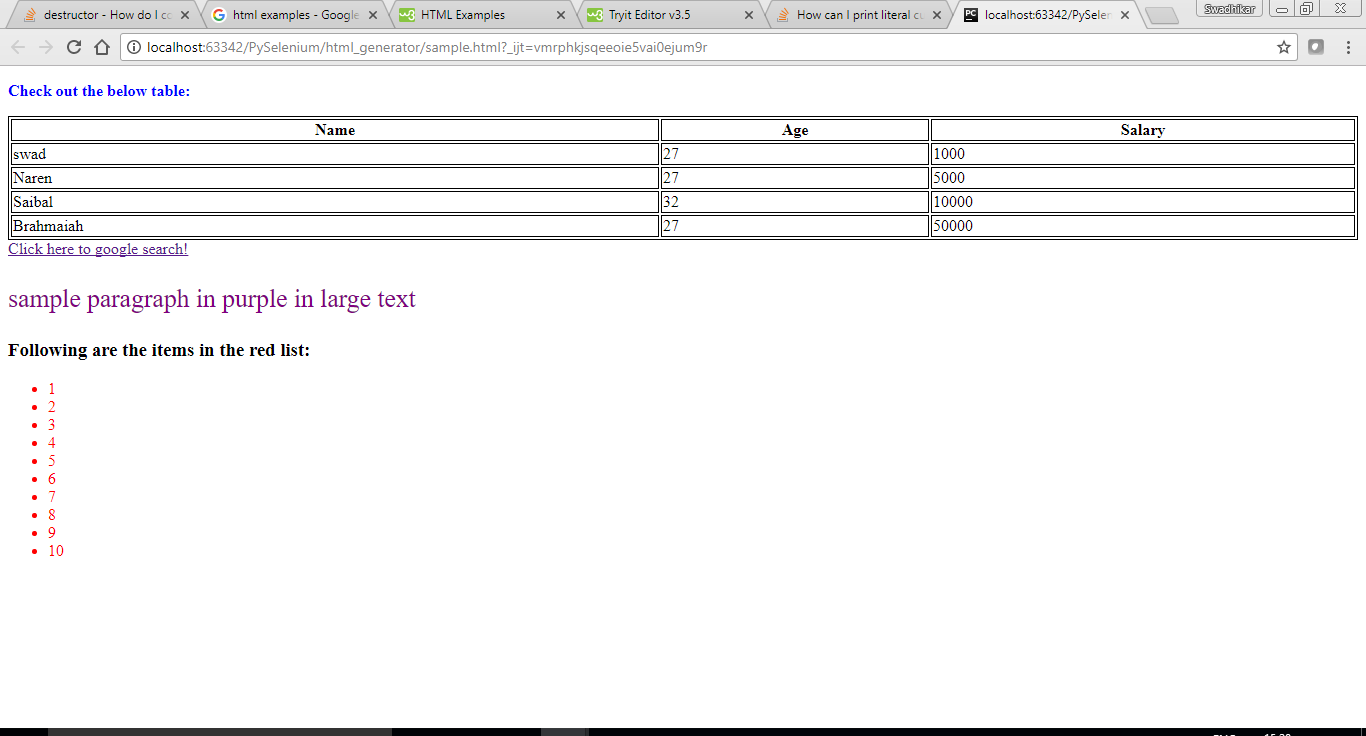 destructor - How do I co
html examples - Google
HTML Examples
Tryit Editor v3.5
How can I print literal cu
PC
localhost:63342/PySelen
Swadhikar
localhost:63342/PySelenium/html_generator/sample.html?_ijt=vmrphkjsqeeoie5vai0ejum9r
Check out the below table:
Name Age Salary
swad 27 1000
Naren 27 5000
Saibal 32 10000
Brahmaiah 27 50000
Click here to google search!
sample paragraph in purple in large text
Following are the items in the red list:
1
2
3
4
5
6
7
8
9
10